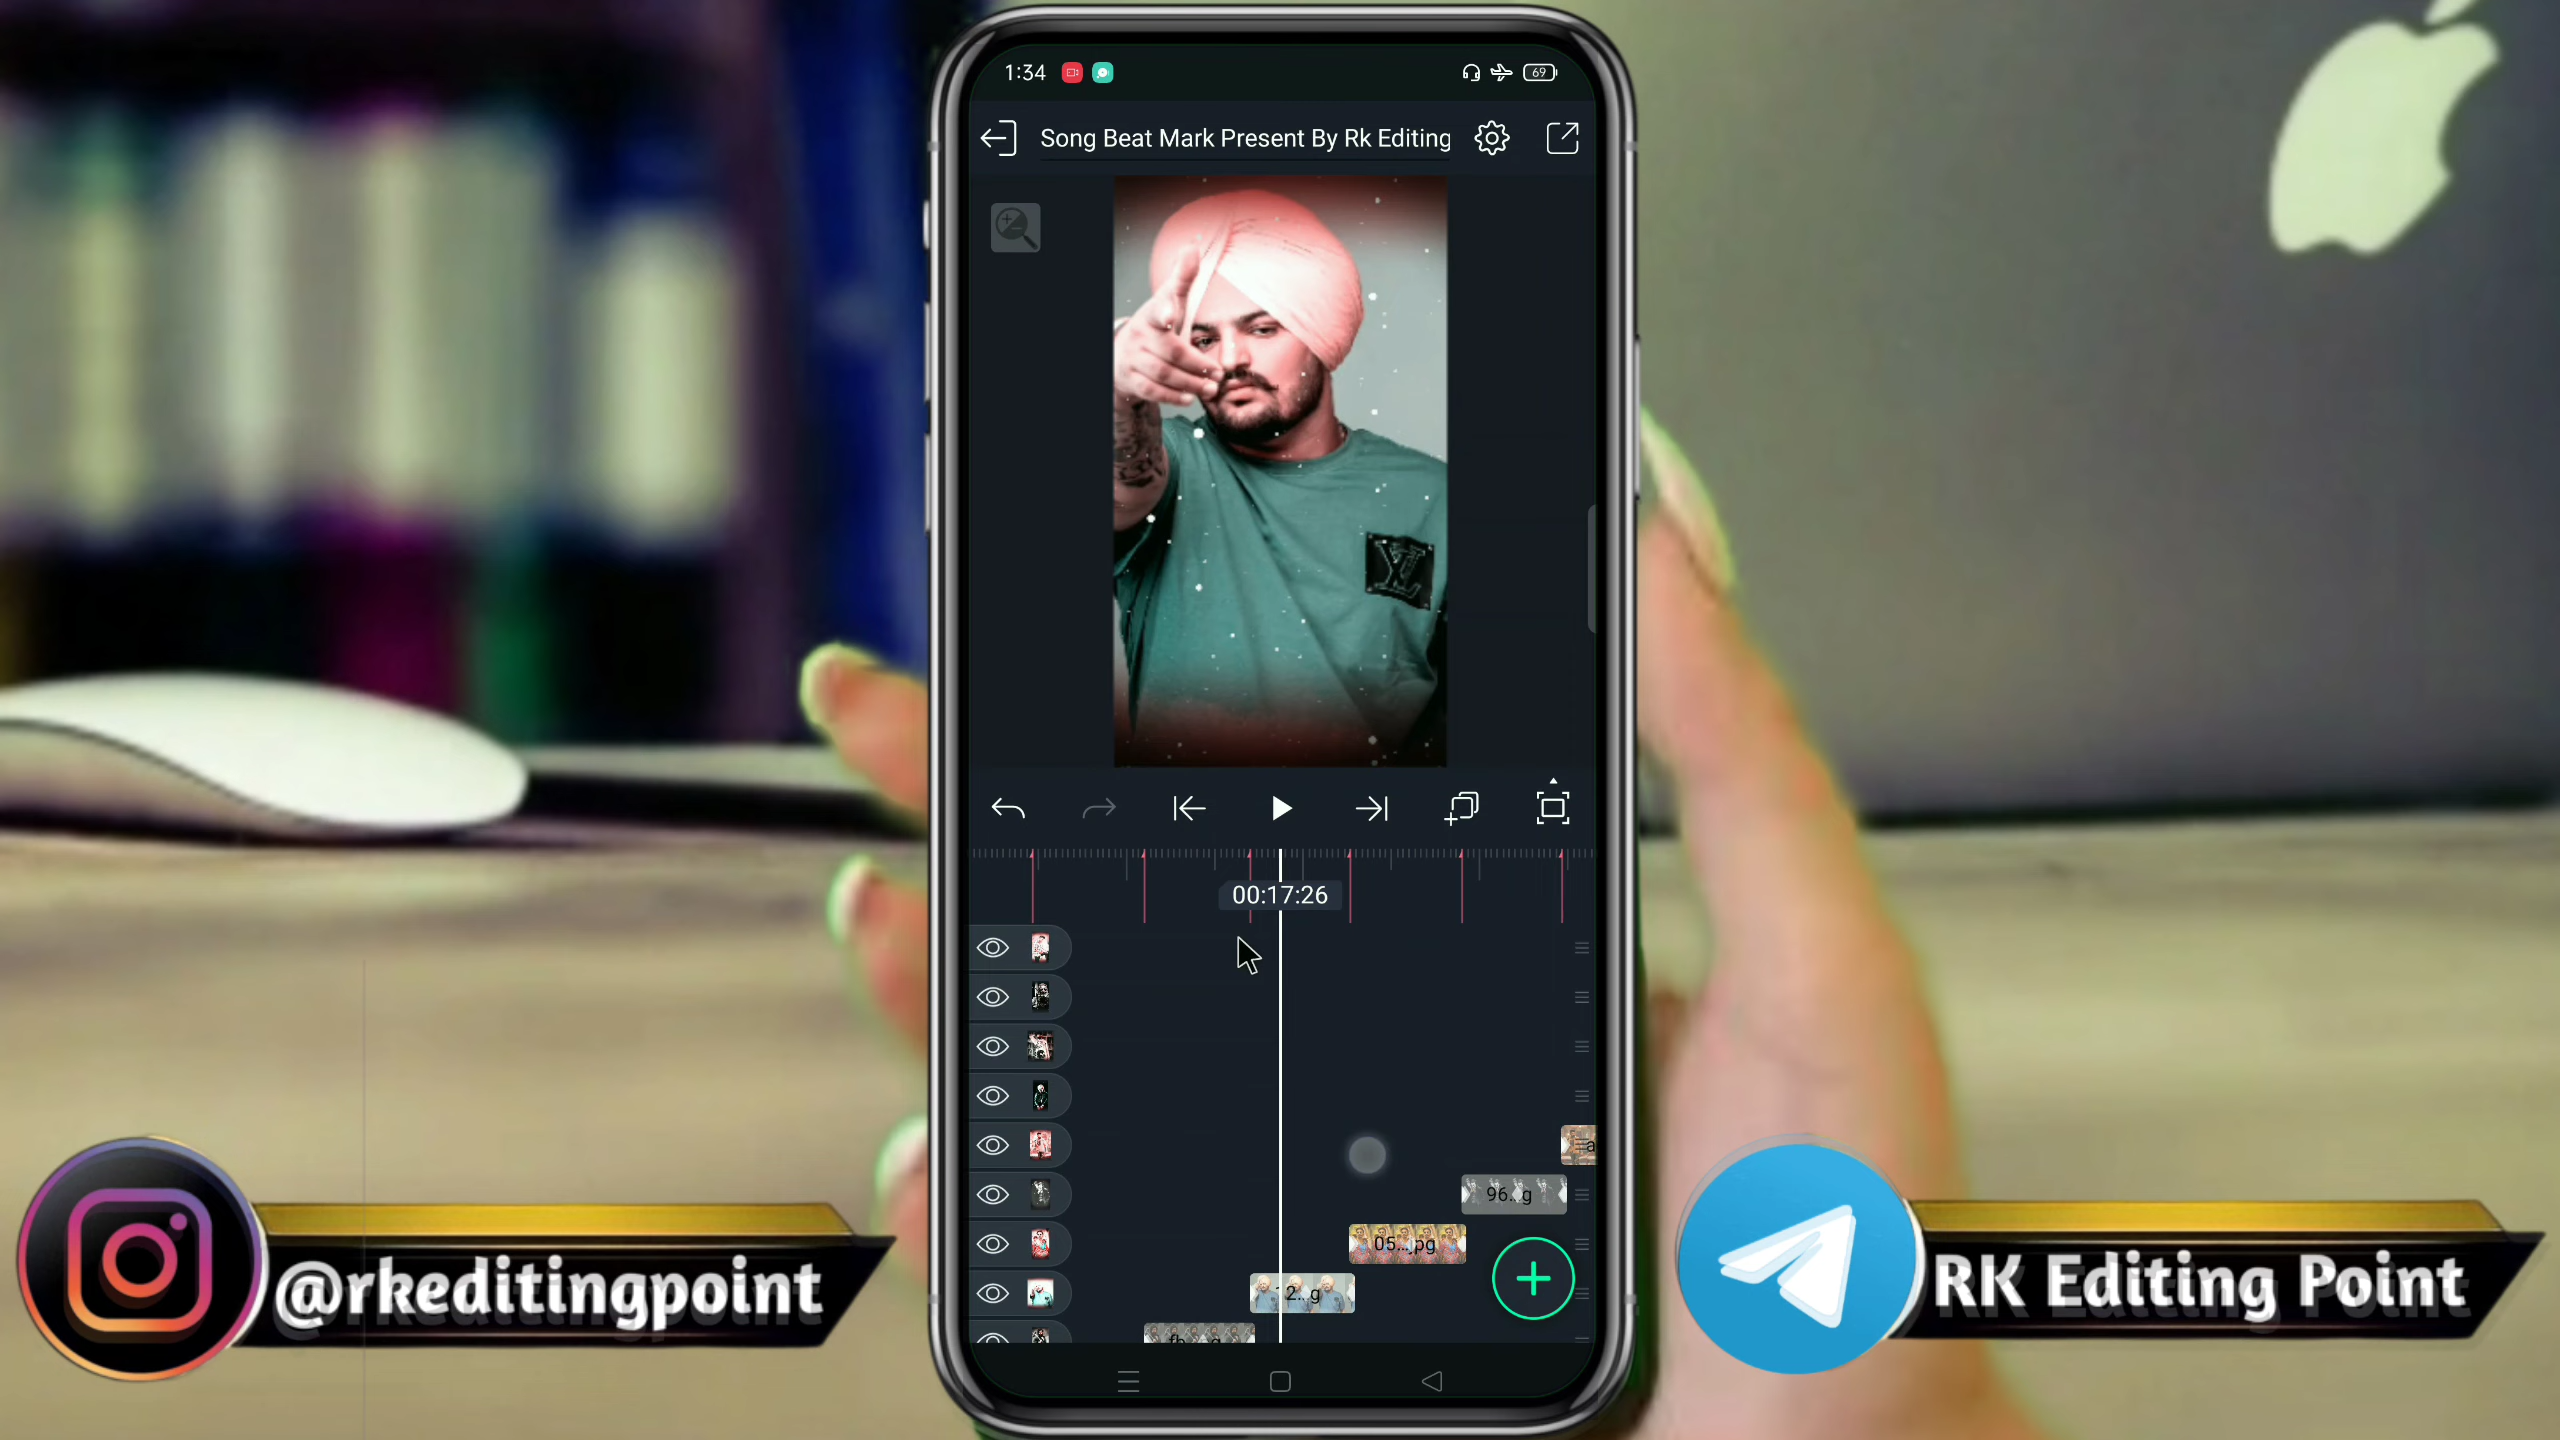 1:34
69
Song Beat Mark Present By Rk Editing
00:17:26
96...g
05...jpg
2...g
@rkeditingpoint
RK Editing Point